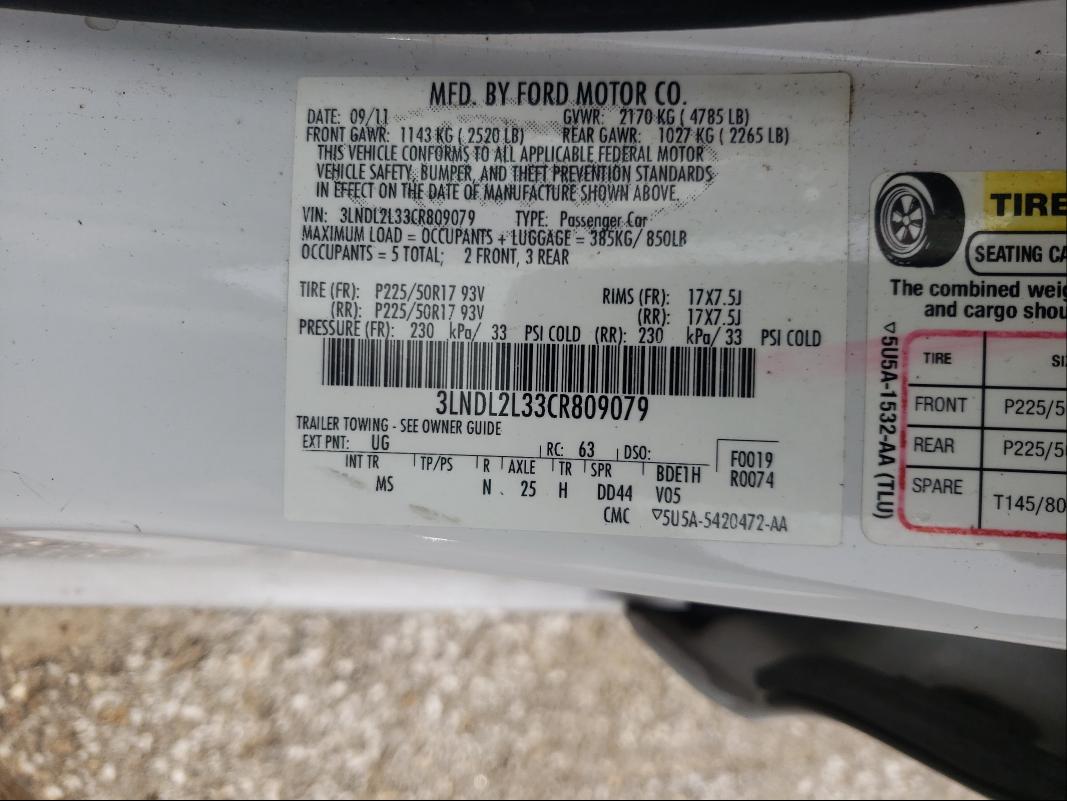 MFD. BY FORD MOTOR CO.
DATE: 09/11 GVWR: 2170 KG ( 4785 LB)
FRONT GAWR: 1143 KG ( 2520 LB) REAR GAWR: 1027 KG ( 2265 LB)
THIS VEHICLE CONFORMS TO ALL APPLICABLE FEDERAL MOTOR
VEHICLE SAFETY, BUMPER, AND THEFT PREVENTION STANDARDS
IN EFFECT ON THE DATE OF MANUFACTURE SHOWN ABOVE.
VIN: 3LNDL2L33CR809079 TYPE: Passenger Car
MAXIMUM LOAD = OCCUPANTS + LUGGAGE = 385KG/ 850LB
OCCUPANTS = 5 TOTAL; 2 FRONT, 3 REAR
TIRE (FR): P225/50R17 93V RIMS (FR): 17X7.5J
(RR): P225/50R17 93V (RR): 17X7.5J
PRESSURE (FR): 230 kPa/ 33 PSI COLD (RR): 230 kPa/ 33 PSI COLD
3LNDL2L33CR809079
TRAILER TOWING - SEE OWNER GUIDE
EXT PNT: UG RC: 63 DSO: F0019
INT TR TP/PS R AXLE TR SPR BDE1H R0074
MS N 25 H DD44 V05
CMC ▽5U5A-5420472-AA
TIRE
SEATING CA
The combined weig
and cargo shou
TIRE SI
FRONT P225/5
REAR P225/50
SPARE T145/80
▽5U5A-1532-AA (TLU)